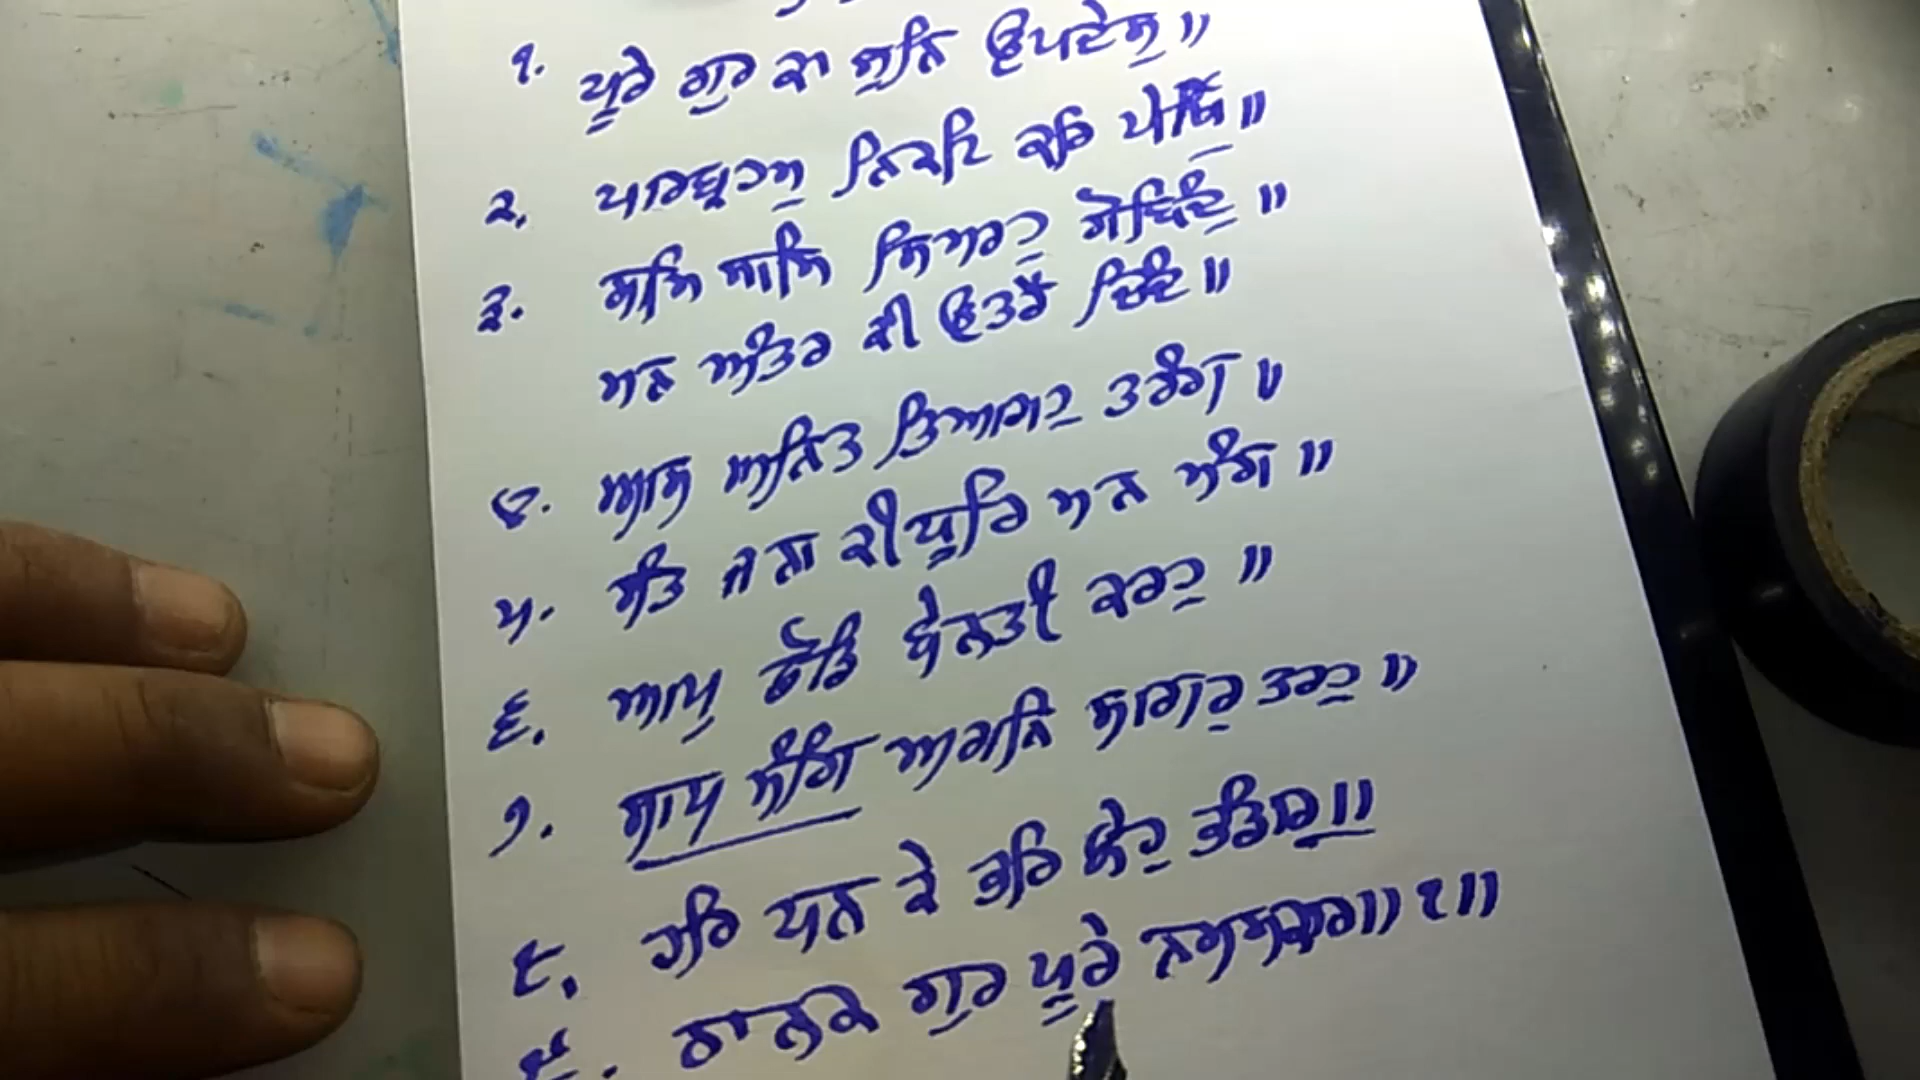 ੧. ਪੂਰੇ ਗੁਰ ਕਾ ਸੁਨਿ ਉਪਦੇਸੁ॥
੨. ਪਾਰਬ੍ਰਹਮੁ ਨਿਕਟਿ ਕਰਿ ਪੇਖੁ॥
੩. ਸਾਸਿ ਸਾਸਿ ਸਿਮਰਹੁ ਗੋਬਿੰਦੁ॥
ਮਨ ਅੰਤਰ ਕੀ ਉਤਰੈ ਚਿੰਦ॥
੪. ਆਸ ਅਨਿਤ ਤਿਆਗਹੁ ਤਰੰਗ॥
੫. ਸੰਤ ਜਨਾ ਕੀ ਧੂਰਿ ਮਨ ਮੰਗ॥
੬. ਆਪੁ ਛੋਡਿ ਬੇਨਤੀ ਕਰਹੁ॥
੭. ਸਾਧ ਸੰਗਿ ਅਗਨਿ ਸਾਗਰੁ ਤਰਹੁ॥
੮. ਹਰਿ ਧਨ ਕੇ ਭਰਿ ਲੇਹੁ ਭੰਡਾਰ॥
੯. ਨਾਨਕ ਗੁਰ ਪੂਰੇ ਨਮਸਕਾਰ॥੧॥